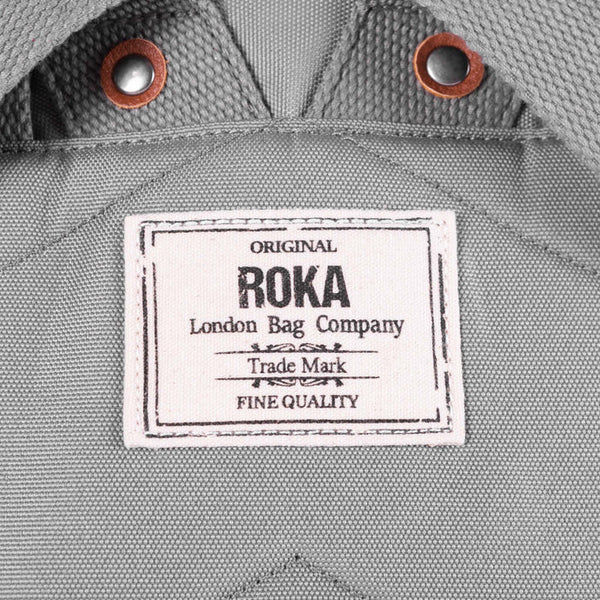 ORIGINAL
ROKA
London Bag Company
Trade Mark
FINE QUALITY